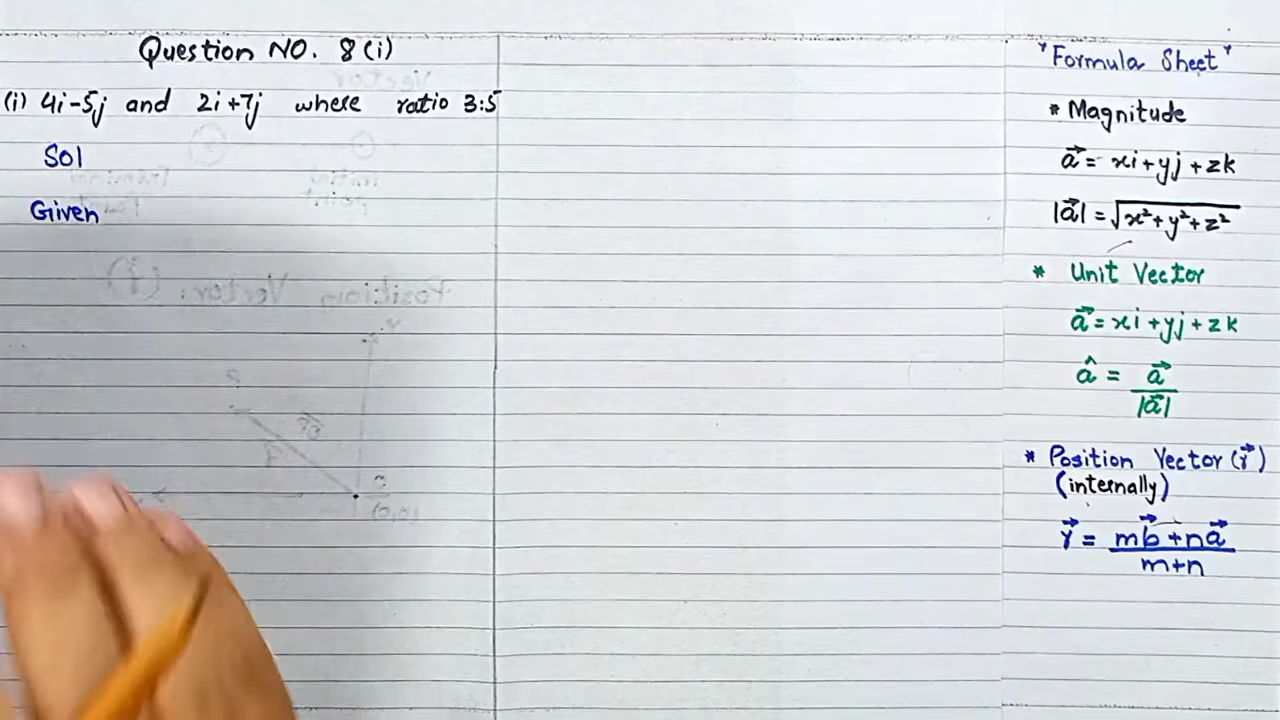 Question NO. 8 (i)
(i) 4i-5j and 2i+7j where ratio 3:5
Sol
Given
"Formula Sheet"
* Magnitude
a⃗ = xi+yj+zk
|a⃗| = √x²+y²+z²
* Unit Vector
a⃗ = xi+yj+zk
â = a⃗
|a⃗|
* Position Vector (r⃗)
(internally)
r⃗ = mb⃗+na⃗
m+n